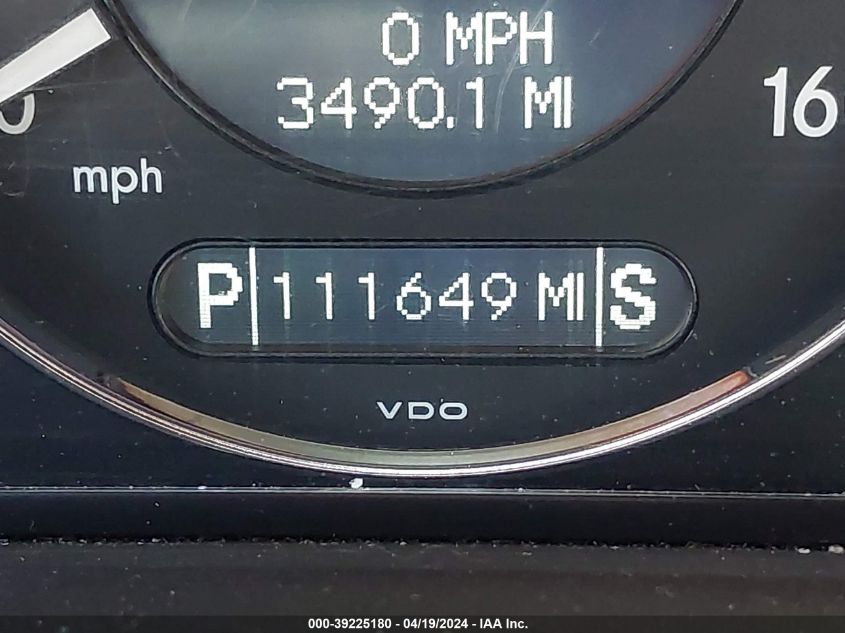 0 MPH
3490.1 MI
16
mph
P 111649 MI S
VDO
000-39225180 - 04/19/2024 - IAA Inc.